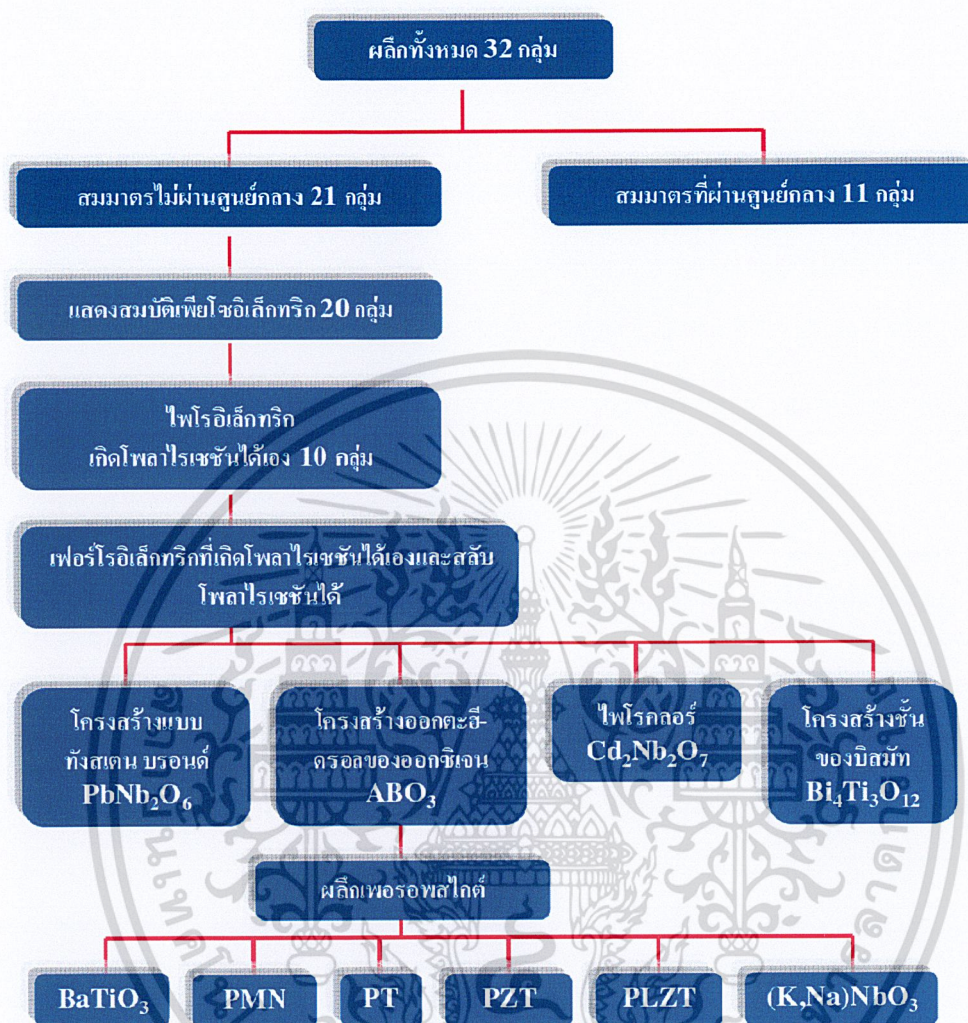 ผลึกทั้งหมด 32 กลุ่ม
สมมาตรไม่ผ่านศูนย์กลาง 21 กลุ่ม
สมมาตรที่ผ่านศูนย์กลาง 11 กลุ่ม
แสดงสมบัติเพียโซอิเล็กทริก 20 กลุ่ม
ไพโรอิเล็กทริก
เกิดโพลาไรเซชันได้เอง 10 กลุ่ม
เฟอร์โรอิเล็กทริกที่เกิดโพลาไรเซชันได้เองและสลับ
โพลาไรเซชันได้
โครงสร้างแบบ
ทังสเตน บรอนด์
PbNb₂O₆
โครงสร้างออกตะฮี-
ดรอลของออกซิเจน
ABO₃
ไพโรคลอร์
Cd₂Nb₂O₇
โครงสร้างชั้น
ของบิสมัท
Bi₄Ti₃O₁₂
ผลึกเพอรอพสไกต์
BaTiO₃
PMN
PT
PZT
PLZT
(K,Na)NbO₃